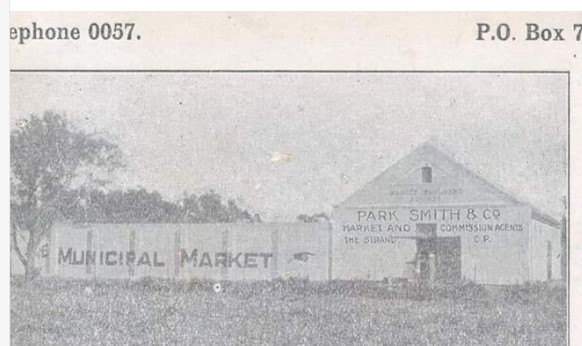 ephone 0057. P.O. Box 7
PARK SMITH & Co
MARKET AND COMMISSION AGENTS
THE STRAND. C.P.
MUNICIPAL MARKET